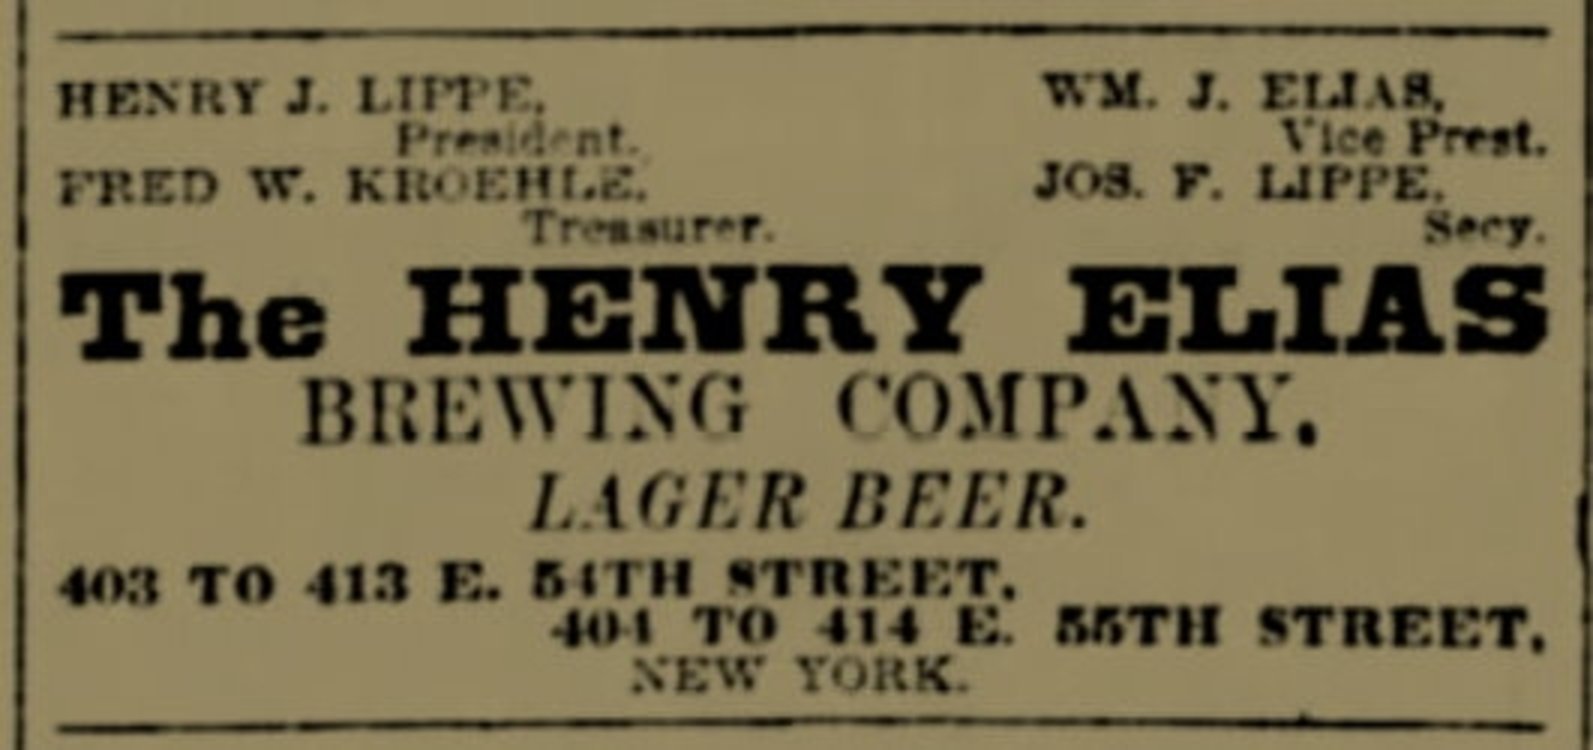 HENRY J. LIPPE, WM. J. ELIAS,
President. Vice Prest.
FRED W. KROEHLE, JOS. F. LIPPE,
Treasurer. Secy.
The HENRY ELIAS
BREWING COMPANY,
LAGER BEER.
403 TO 413 E. 54TH STREET,
404 TO 414 E. 55TH STREET,
NEW YORK.